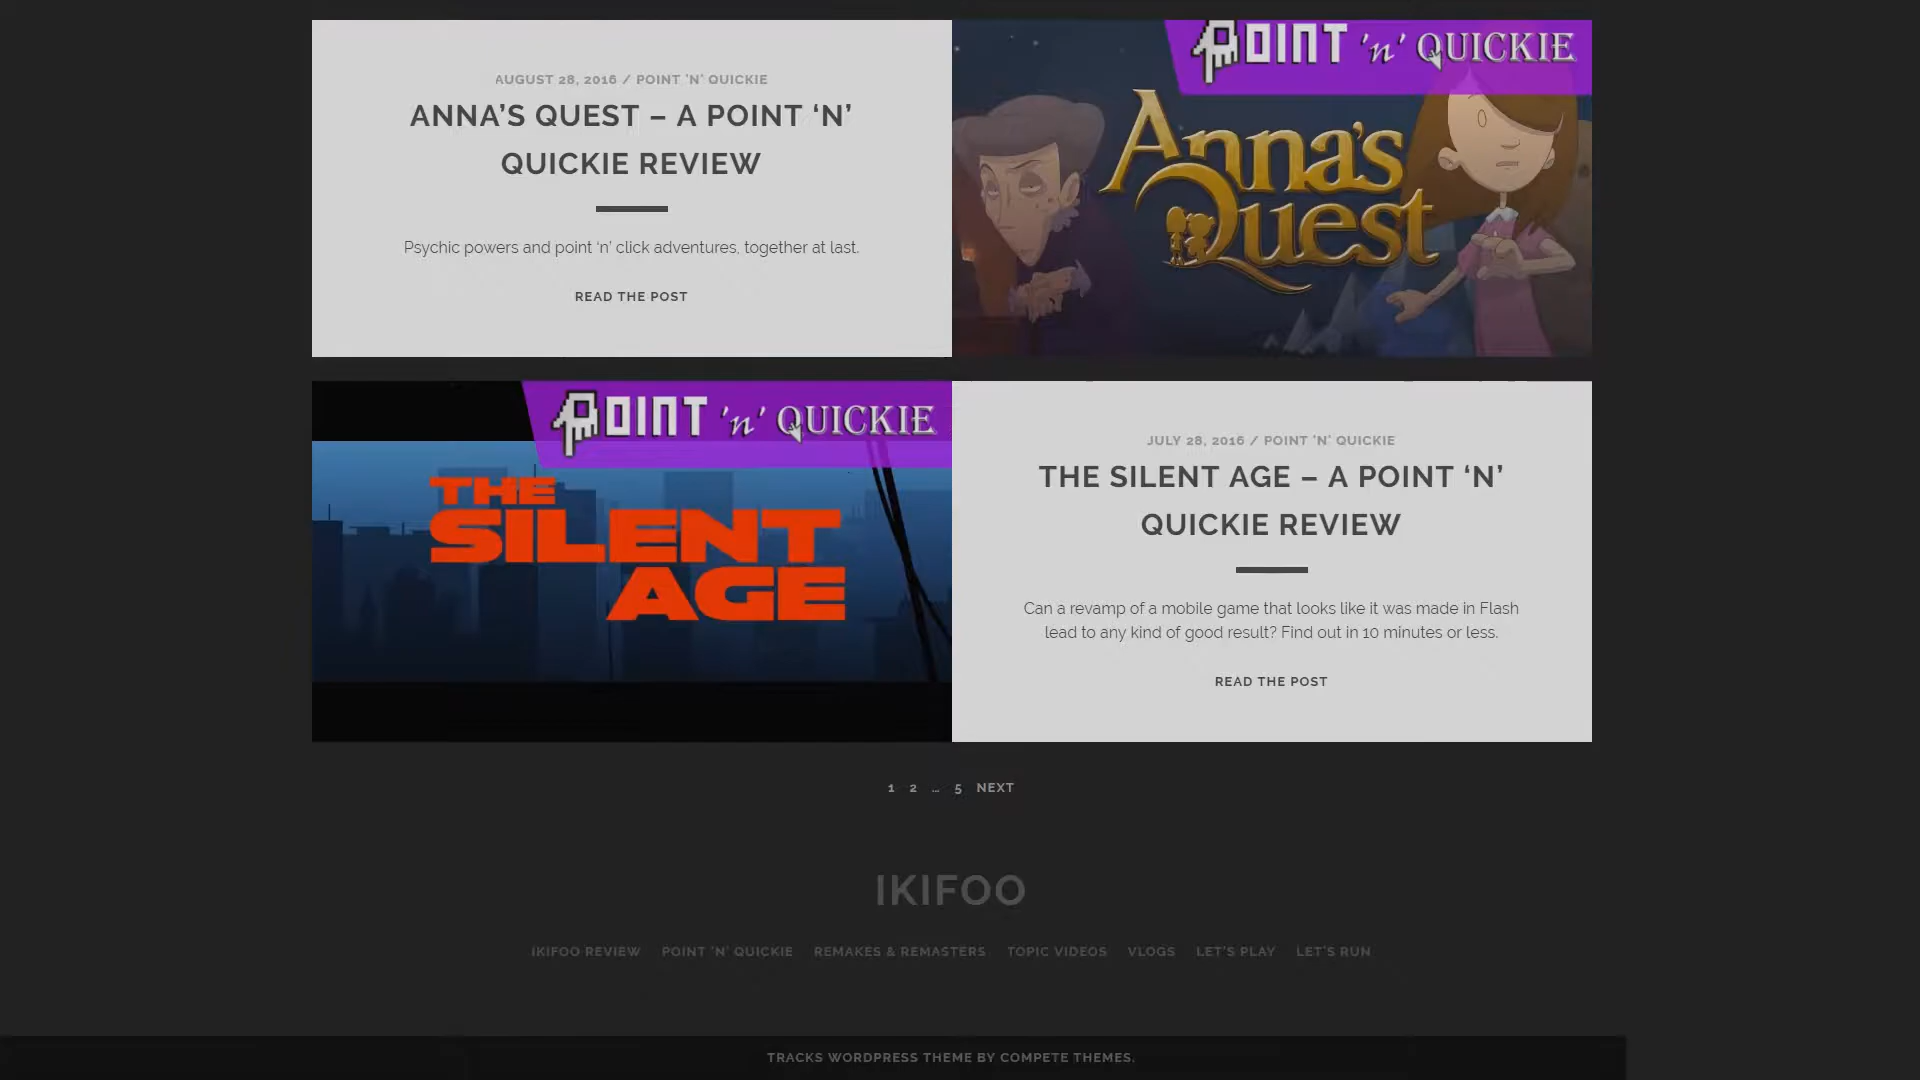 AUGUST 28, 2016 / POINT 'N' QUICKIE
ANNA’S QUEST – A POINT ‘N’
QUICKIE REVIEW
Psychic powers and point ‘n’ click adventures, together at last.
READ THE POST
POINT 'n' QUICKIE
Anna's
Quest
POINT 'n' QUICKIE
THE
SILENT
AGE
JULY 28, 2016 / POINT 'N' QUICKIE
THE SILENT AGE – A POINT ‘N’
QUICKIE REVIEW
Can a revamp of a mobile game that looks like it was made in Flash
lead to any kind of good result? Find out in 10 minutes or less.
READ THE POST
1 2 … 5 NEXT
IKIFOO
IKIFOO REVIEW POINT 'N' QUICKIE REMAKES & REMASTERS TOPIC VIDEOS VLOGS LET'S PLAY LET'S RUN
TRACKS WORDPRESS THEME BY COMPETE THEMES.